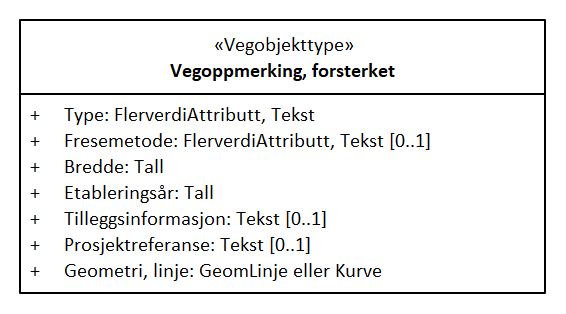 «Vegobjekttype»
Vegoppmerking, forsterket
+ Type: FlerverdiAttributt, Tekst
+ Fresemetode: FlerverdiAttributt, Tekst [0..1]
+ Bredde: Tall
+ Etableringsår: Tall
+ Tilleggsinformasjon: Tekst [0..1]
+ Prosjektreferanse: Tekst [0..1]
+ Geometri, linje: GeomLinje eller Kurve